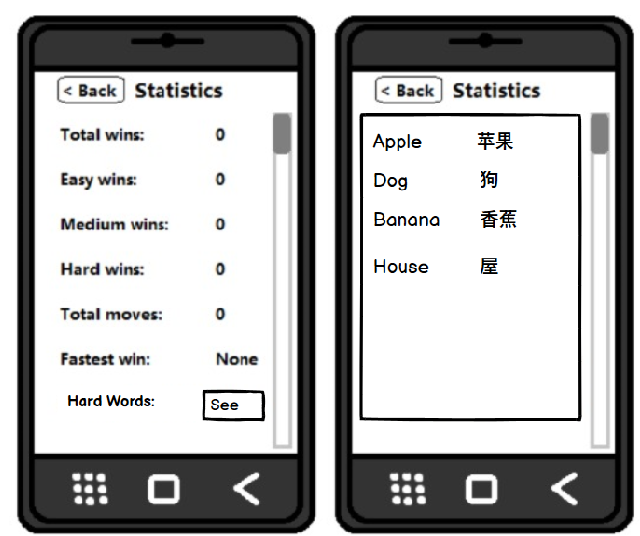 < Back Statistics
Total wins: 0
Easy wins: 0
Medium wins: 0
Hard wins: 0
Total moves: 0
Fastest win: None
Hard Words: See
< Back Statistics
Apple 苹果
Dog 狗
Banana 香蕉
House 屋